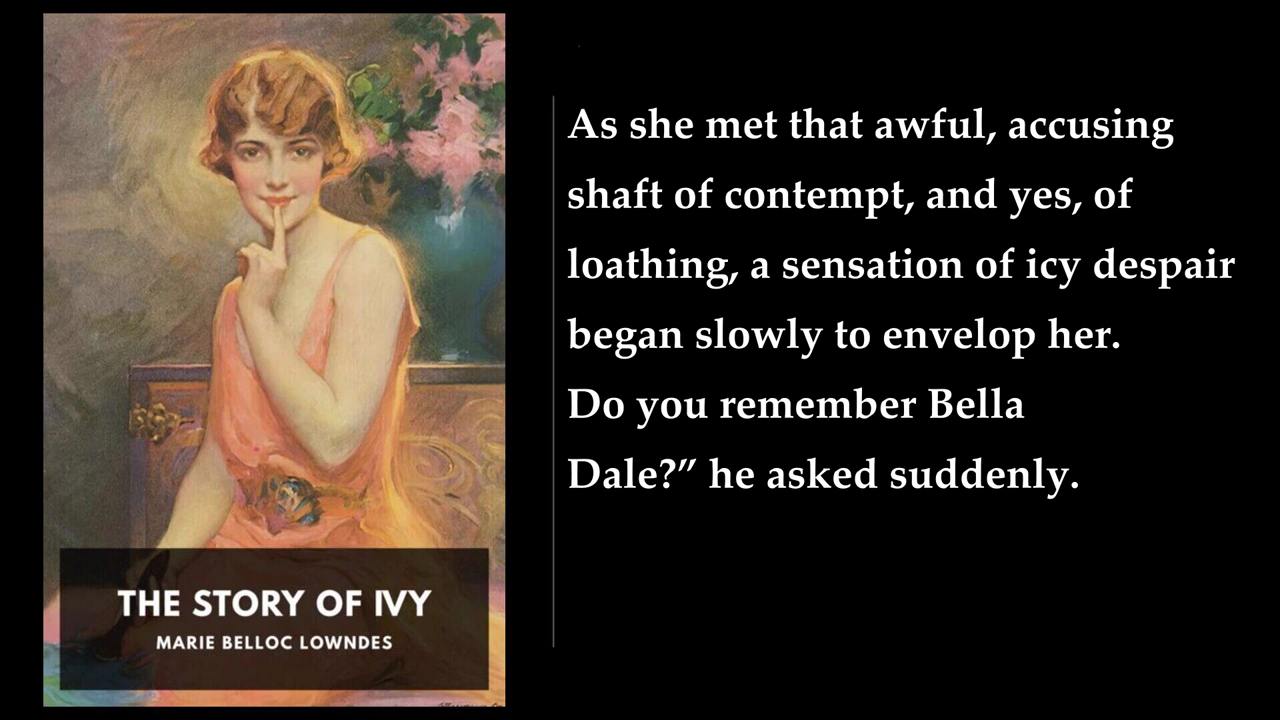 THE STORY OF IVY
MARIE BELLOC LOWNDES
As she met that awful, accusing
shaft of contempt, and yes, of
loathing, a sensation of icy despair
began slowly to envelop her.
Do you remember Bella
Dale?” he asked suddenly.